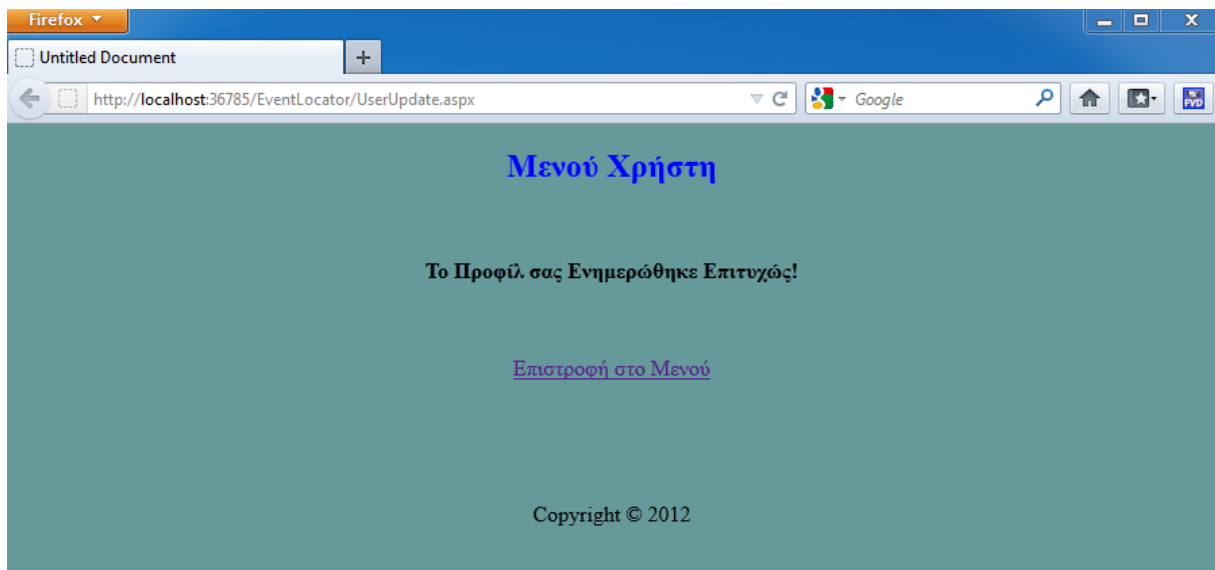 Firefox
Untitled Document
http://localhost:36785/EventLocator/UserUpdate.aspx Google FVD
Μενού Χρήστη
Το Προφίλ σας Ενημερώθηκε Επιτυχώς!
Επιστροφή στο Μενού
Copyright © 2012